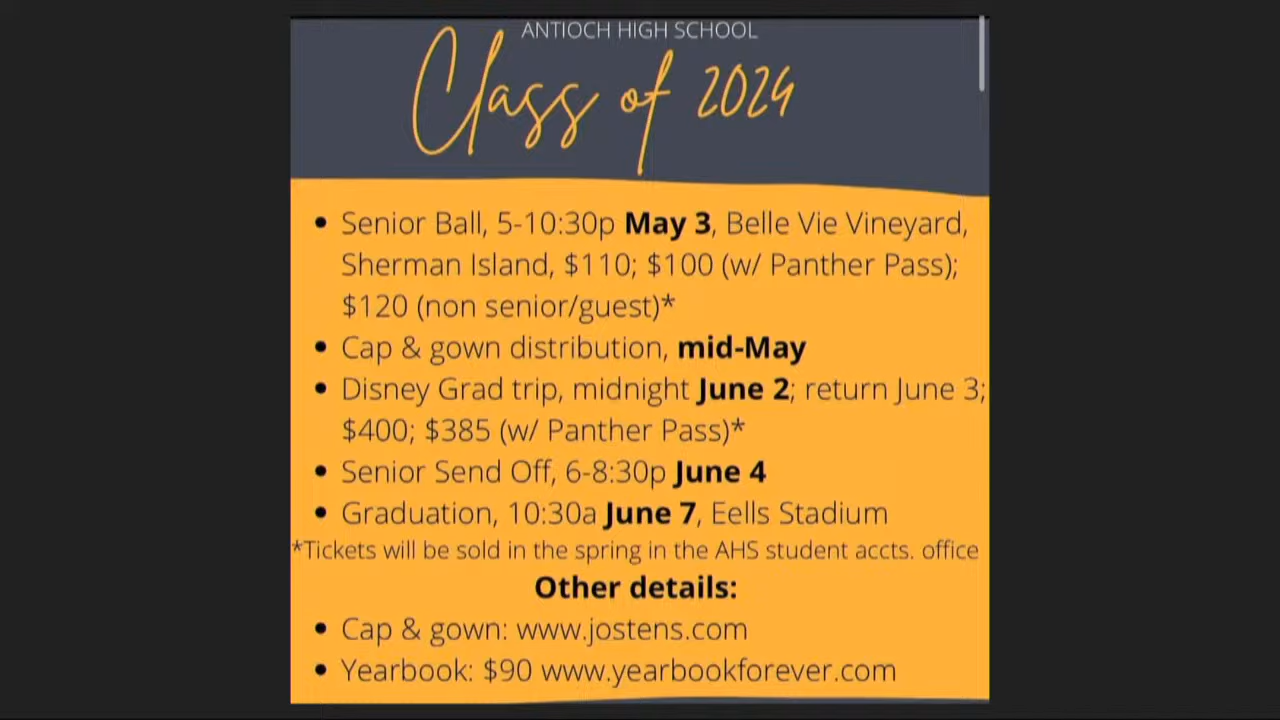 ANTIOCH HIGH SCHOOL
Class of 2024
• Senior Ball, 5-10:30p May 3, Belle Vie Vineyard,
Sherman Island, $110; $100 (w/ Panther Pass);
$120 (non senior/guest)*
• Cap & gown distribution, mid-May
• Disney Grad trip, midnight June 2; return June 3;
$400; $385 (w/ Panther Pass)*
• Senior Send Off, 6-8:30p June 4
• Graduation, 10:30a June 7, Eells Stadium
*Tickets will be sold in the spring in the AHS student accts. office
Other details:
• Cap & gown: www.jostens.com
• Yearbook: $90 www.yearbookforever.com